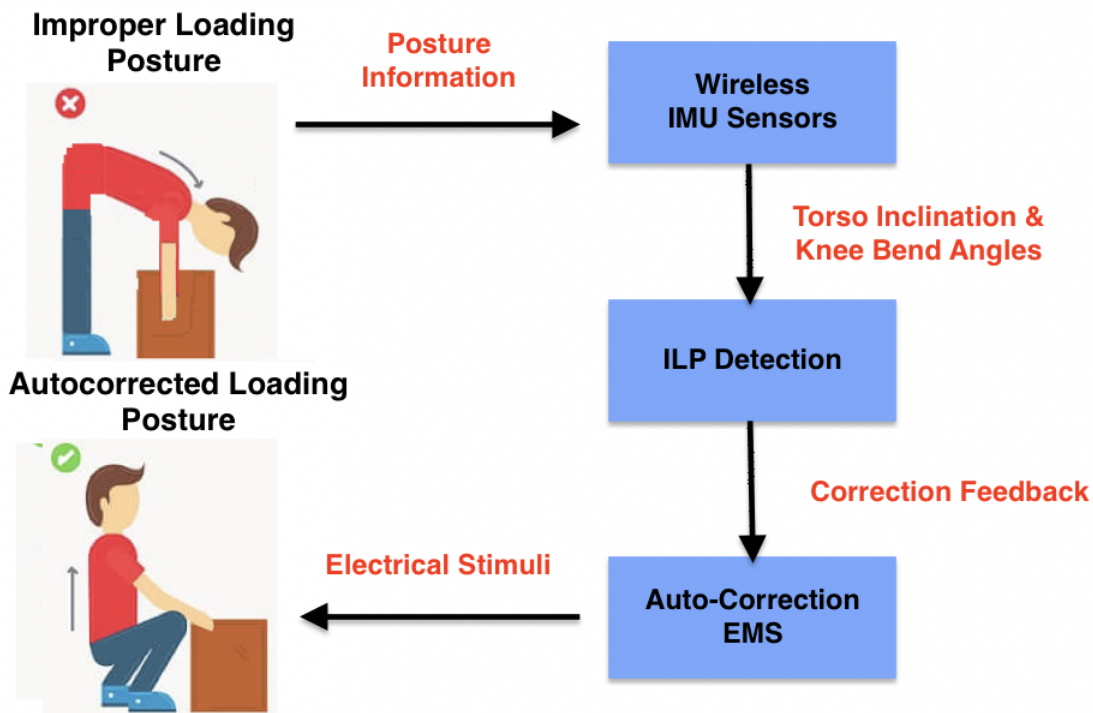 Improper Loading
Posture
Posture
Information
Wireless
IMU Sensors
Torso Inclination &
Knee Bend Angles
ILP Detection
Autocorrected Loading
Posture
Correction Feedback
Electrical Stimuli
Auto-Correction
EMS